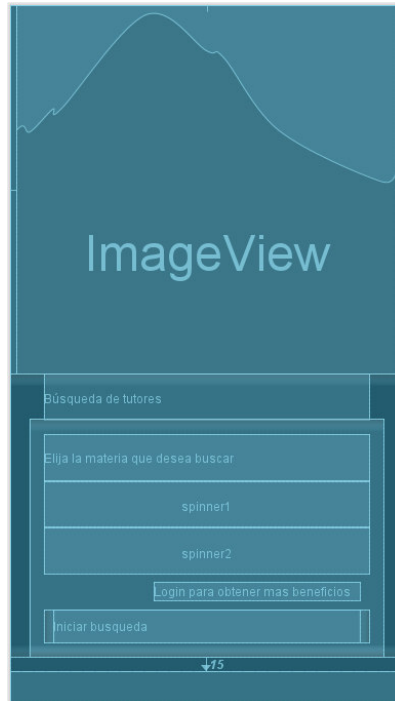 ImageView
Búsqueda de tutores
Elija la materia que desea buscar
spinner1
spinner2
Login para obtener mas beneficios
Iniciar busqueda
15